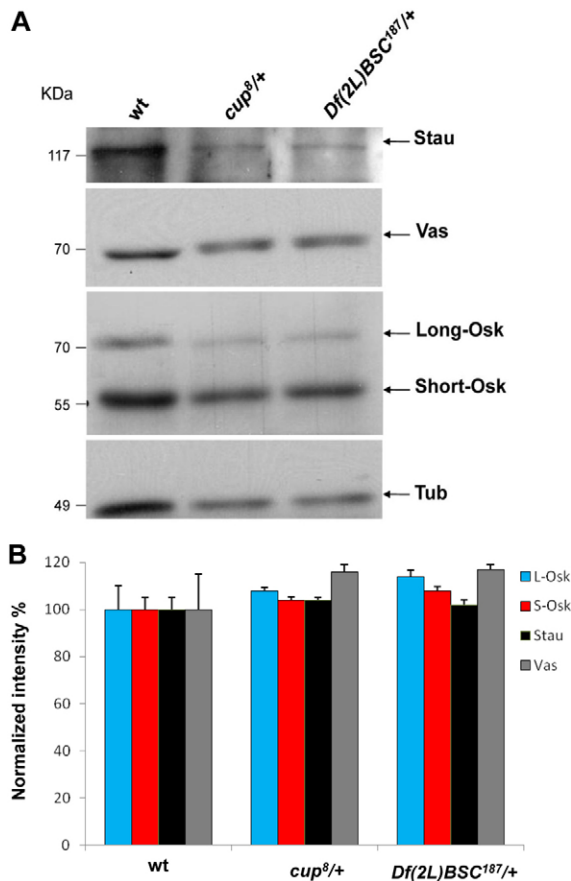 A
KDa
wt
cup⁸/+
Df(2L)BSC¹⁸⁷/+
117
Stau
70
Vas
70
Long-Osk
55
Short-Osk
49
Tub
B
Normalized intensity %
120
100
80
60
40
20
0
wt
cup⁸/+
Df(2L)BSC¹⁸⁷/+
L-Osk
S-Osk
Stau
Vas